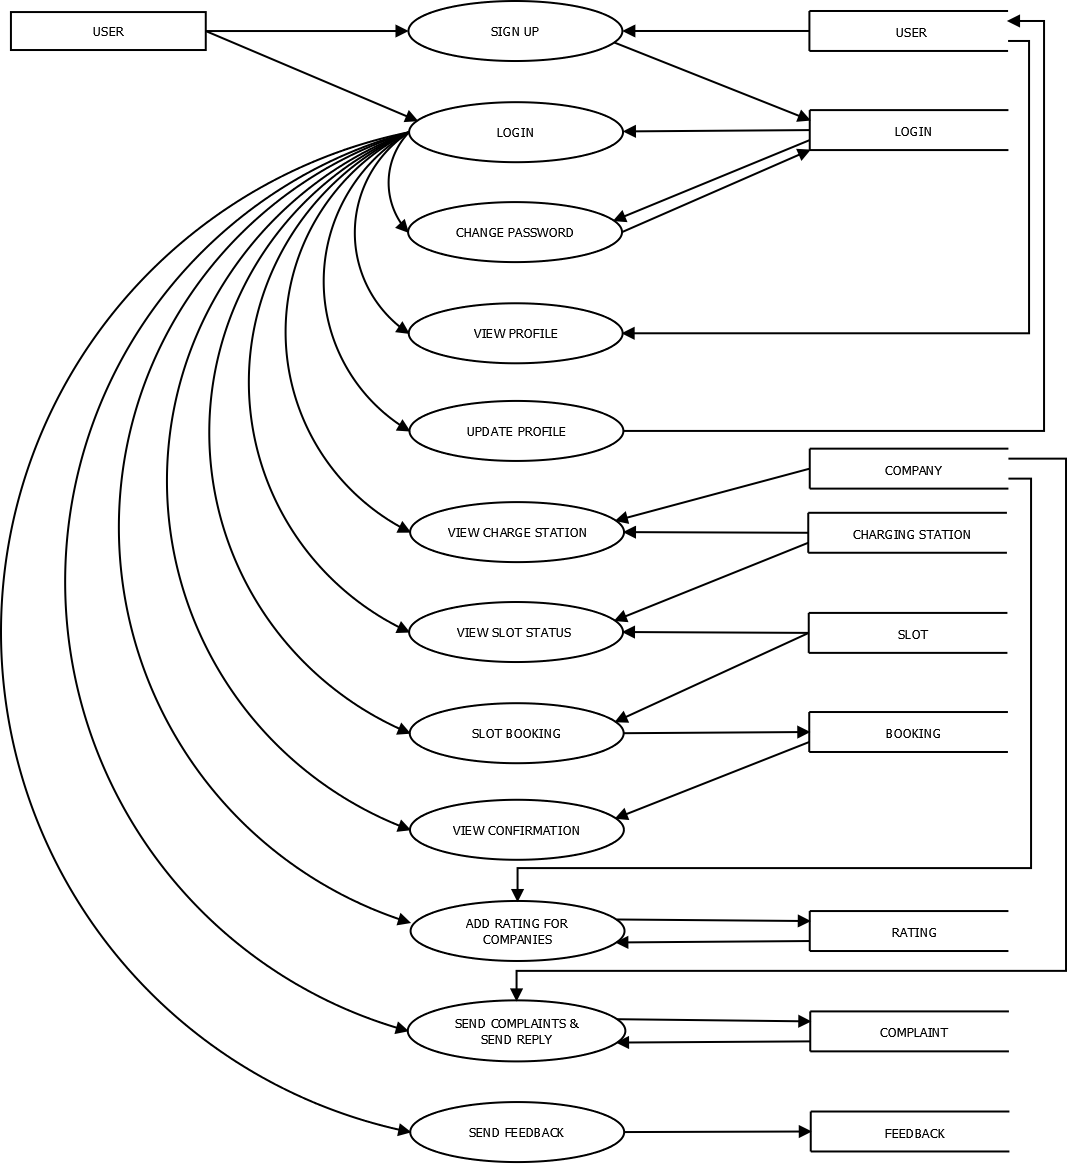 USER
SIGN UP
USER
LOGIN
LOGIN
CHANGE PASSWORD
VIEW PROFILE
UPDATE PROFILE
COMPANY
VIEW CHARGE STATION
CHARGING STATION
VIEW SLOT STATUS
SLOT
SLOT BOOKING
BOOKING
VIEW CONFIRMATION
ADD RATING FOR
COMPANIES
RATING
SEND COMPLAINTS &
SEND REPLY
COMPLAINT
SEND FEEDBACK
FEEDBACK